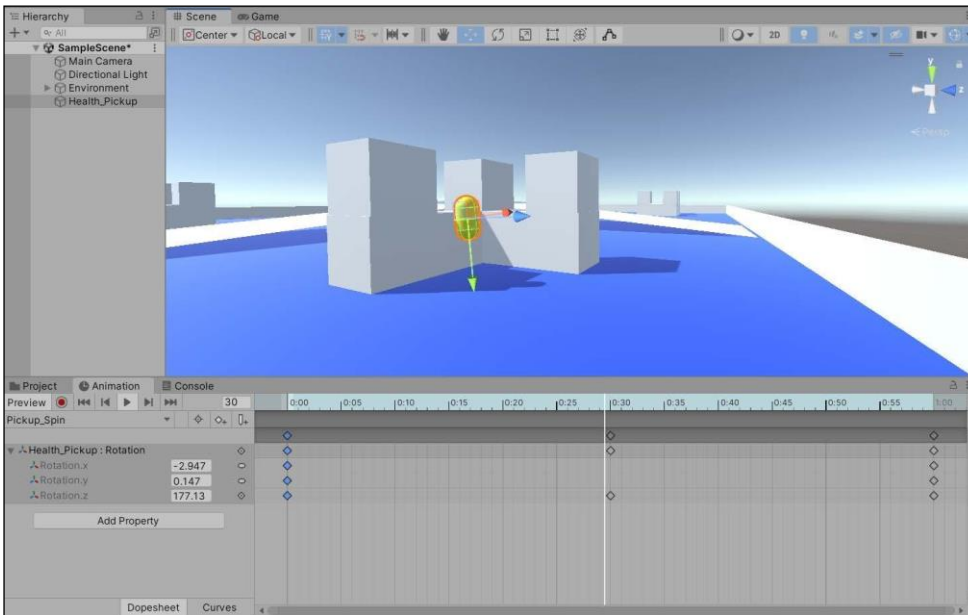 Hierarchy
Scene
Game
All
Center
Local
2D
SampleScene*
Main Camera
Directional Light
Environment
Health_Pickup
y
z
Persp
Project
Animation
Console
Preview
30
0:00
0:05
0:10
0:15
0:20
0:25
0:30
0:35
0:40
0:45
0:50
0:55
1:00
Pickup_Spin
Health_Pickup : Rotation
Rotation.x
-2.947
Rotation.y
0.147
Rotation.z
177.13
Add Property
Dopesheet
Curves